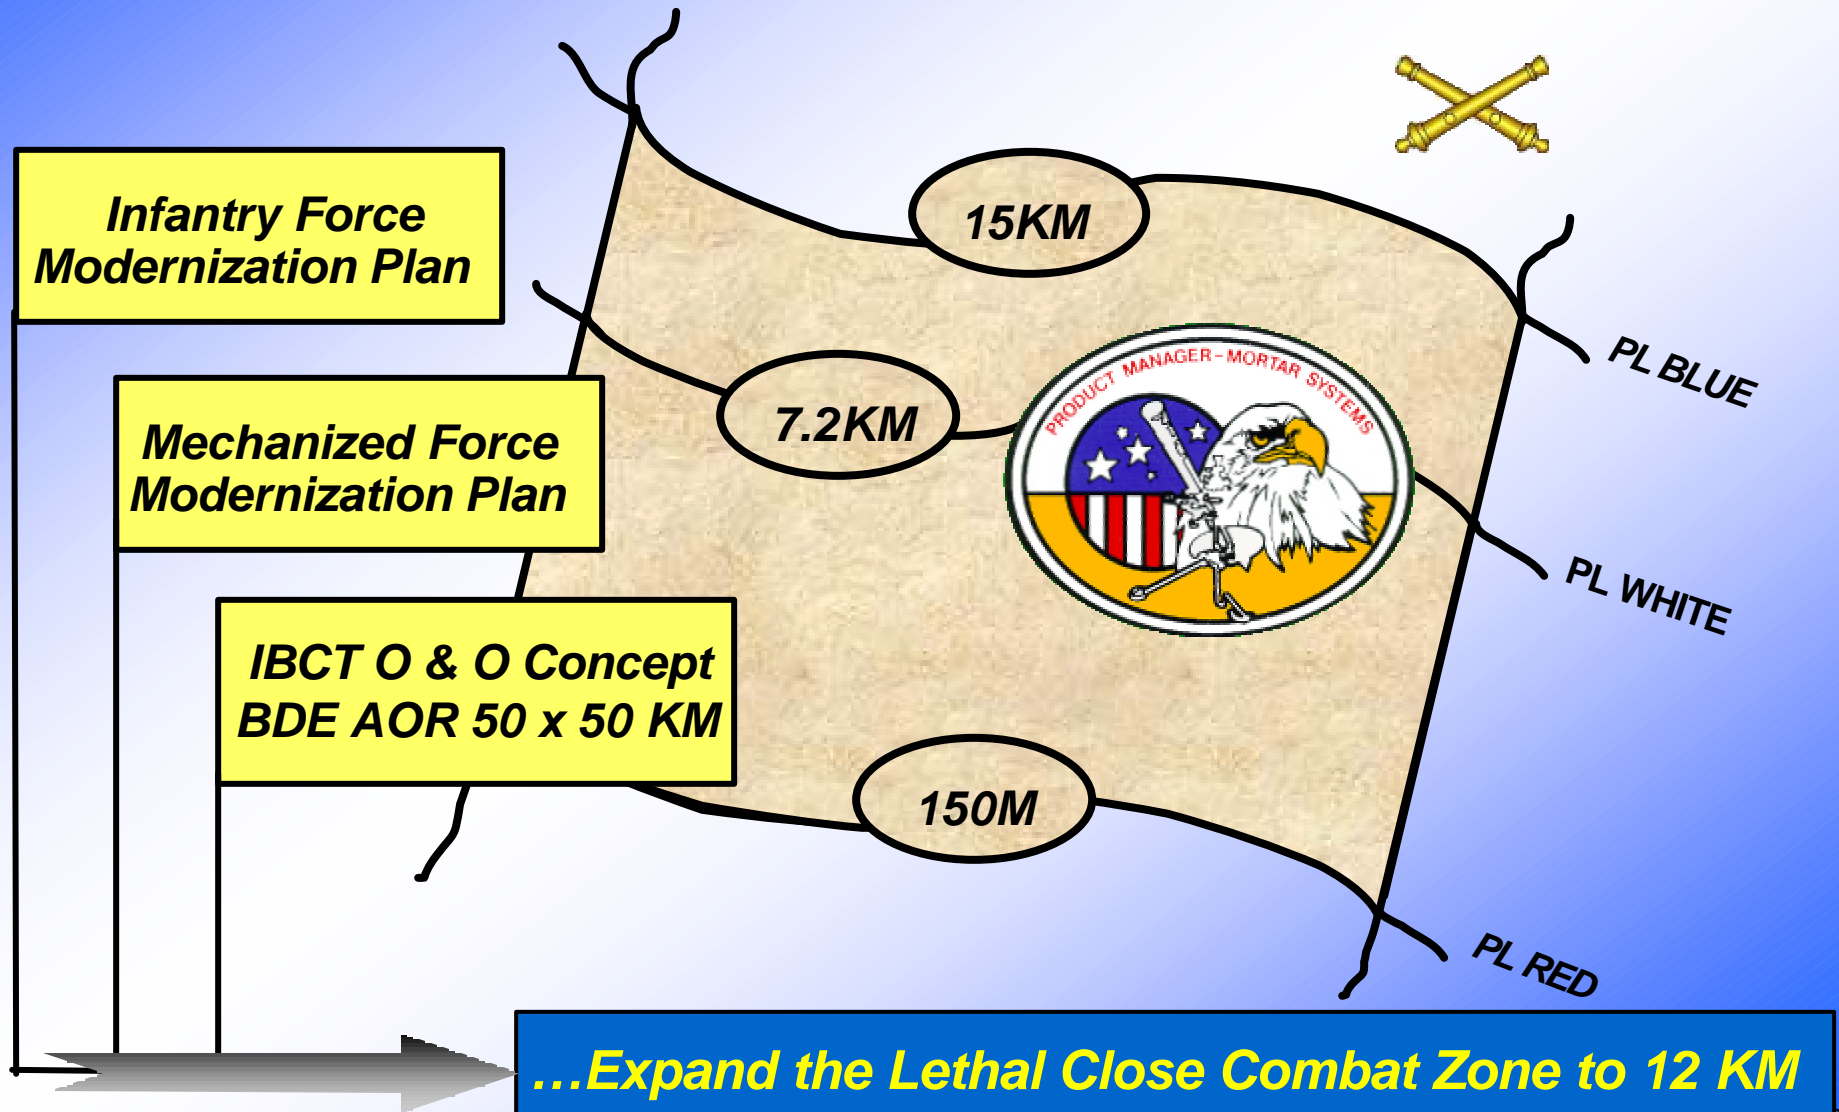 15KM
Infantry Force
Modernization Plan
PL BLUE
PRODUCT MANAGER-MORTAR SYSTEMS
7.2KM
Mechanized Force
Modernization Plan
PL WHITE
IBCT O & O Concept
BDE AOR 50 x 50 KM
150M
PL RED
...Expand the Lethal Close Combat Zone to 12 KM